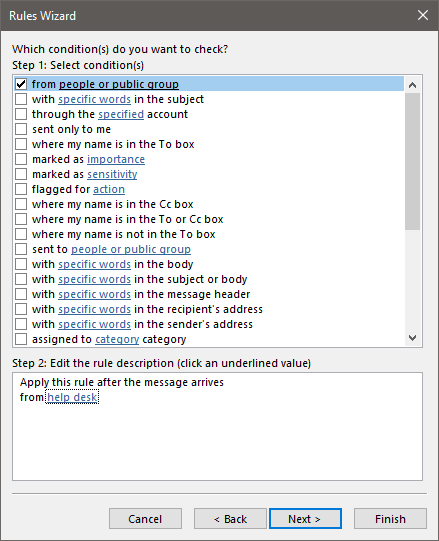 Rules Wizard
Which condition(s) do you want to check?
Step 1: Select condition(s)
from people or public group
with specific words in the subject
through the specified account
sent only to me
where my name is in the To box
marked as importance
marked as sensitivity
flagged for action
where my name is in the Cc box
where my name is in the To or Cc box
where my name is not in the To box
sent to people or public group
with specific words in the body
with specific words in the subject or body
with specific words in the message header
with specific words in the recipient's address
with specific words in the sender's address
assigned to category category
Step 2: Edit the rule description (click an underlined value)
Apply this rule after the message arrives
from help desk
Cancel < Back Next > Finish